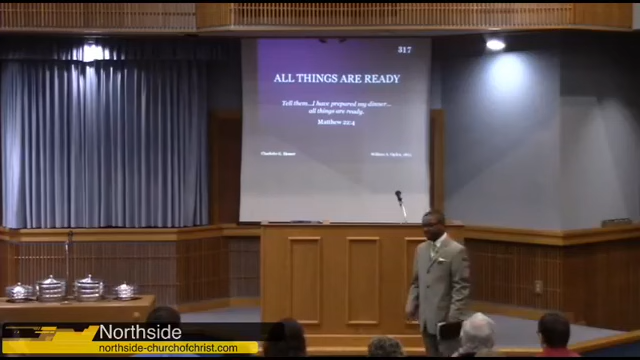 317
ALL THINGS ARE READY
Tell them...I have prepared my dinner...
all things are ready.
Matthew 22:4
Northside
northside-churchofchrist.com